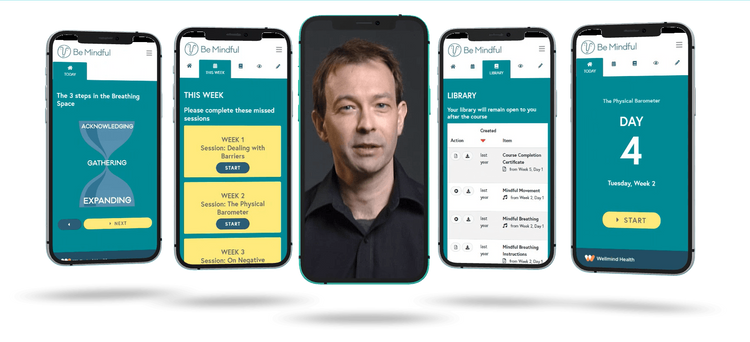 Be Mindful
TODAY
The 3 steps in the Breathing
Space
ACKNOWLEDGING
GATHERING
EXPANDING
NEXT
Be Mindful
THIS WEEK
THIS WEEK
Please complete these missed
sessions
WEEK 1
Session: Dealing with
Barriers
START
WEEK 2
Session: The Physical
Barometer
START
WEEK 3
Session: On Negative
Be Mindful
LIBRARY
LIBRARY
Your library will remain open to you
after the course
Created
Action
Item
last
year
Course Completion
Certificate
from Week 5, Day 1
last
year
Mindful Movement
from Week 2, Day 1
last
year
Mindful Breathing
from Week 2, Day 1
last
year
Mindful Breathing
Instructions
from Week 2, Day 1
Be Mindful
TODAY
The Physical Barometer
DAY
4
Tuesday, Week 2
START
Wellmind Health